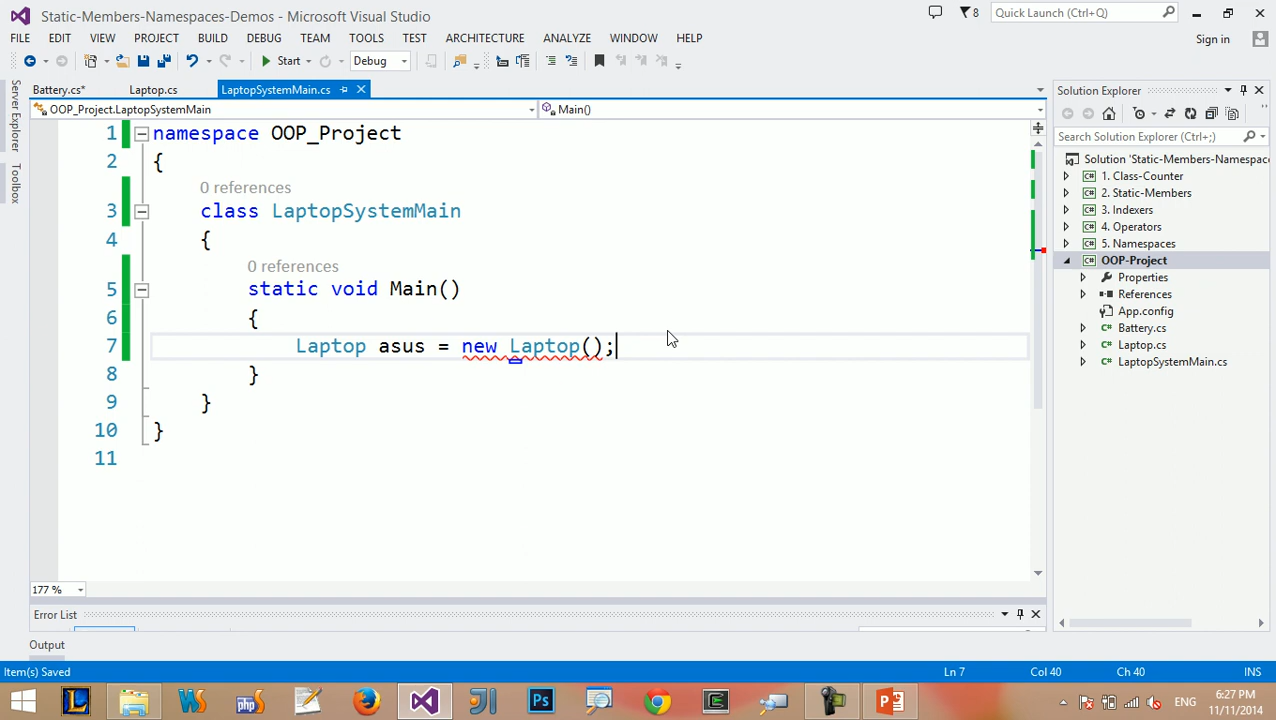 Static-Members-Namespaces-Demos - Microsoft Visual Studio
8
Quick Launch (Ctrl+Q)
FILE EDIT VIEW PROJECT BUILD DEBUG TEAM TOOLS TEST ARCHITECTURE ANALYZE WINDOW HELP
Sign in
Start Debug
Server Explorer
Toolbox
Battery.cs* Laptop.cs LaptopSystemMain.cs
OOP_Project.LaptopSystemMain Main()
1 namespace OOP_Project
2 {
0 references
3 class LaptopSystemMain
4 {
0 references
5 static void Main()
6 {
7 Laptop asus = new Laptop();
8 }
9 }
10 }
11
177 %
Error List
Output
Solution Explorer
Search Solution Explorer (Ctrl+;)
Solution 'Static-Members-Namespace
1. Class-Counter
2. Static-Members
3. Indexers
4. Operators
5. Namespaces
OOP-Project
Properties
References
App.config
Battery.cs
Laptop.cs
LaptopSystemMain.cs
Item(s) Saved Ln 7 Col 40 Ch 40 INS
ENG
6:27 PM
11/11/2014